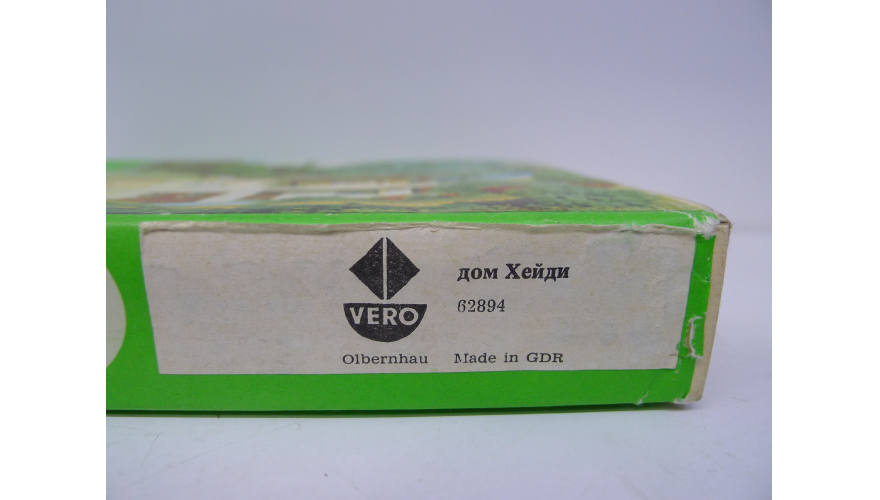 VERO
дом Хейди
62894
Olbernhau Made in GDR